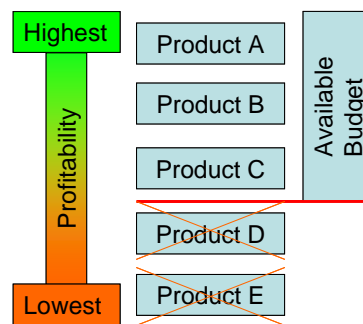 Highest
Profitability
Lowest
Product A
Product B
Product C
Product D
Product E
Available
Budget